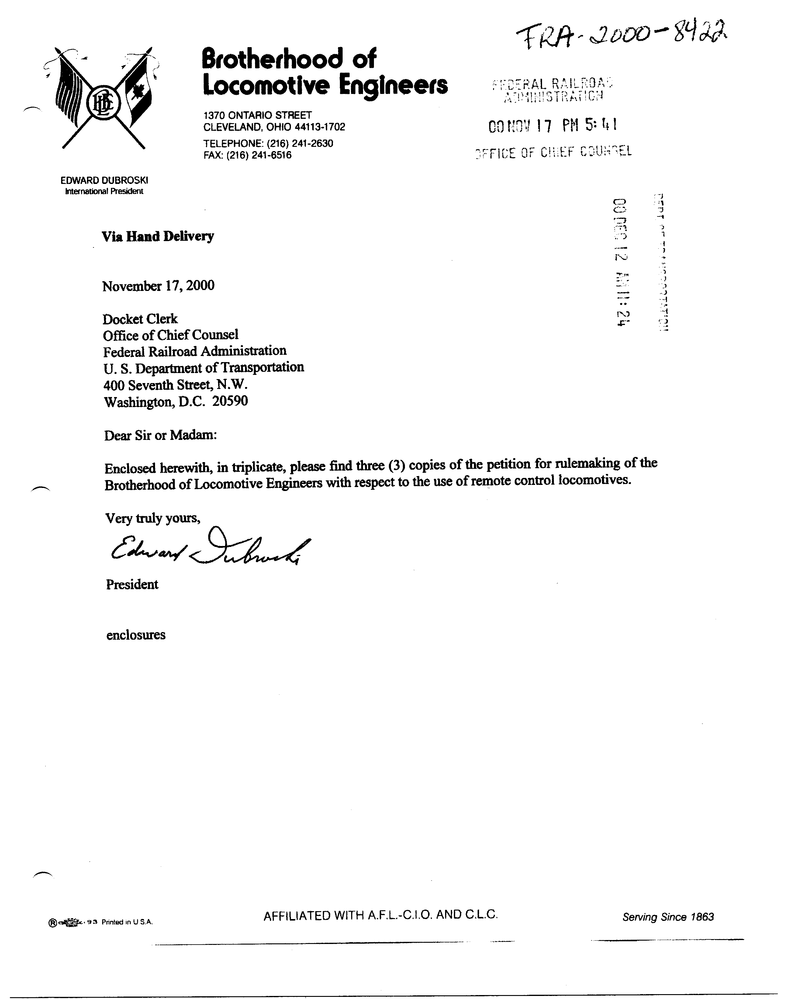 FRA-2000-8422
Brotherhood of
Locomotive Engineers
1370 ONTARIO STREET
CLEVELAND, OHIO 44113-1702
TELEPHONE: (216) 241-2630
FAX: (216) 241-6516
FEDERAL RAILROAD
ADMINISTRATION
00 NOV 17 PM 5:41
OFFICE OF CHIEF COUNSEL
EDWARD DUBROSKI
International President
DEPT OF TRANSPORTATION
00 DEC 12 AM 11:24
Via Hand Delivery
November 17, 2000
Docket Clerk
Office of Chief Counsel
Federal Railroad Administration
U. S. Department of Transportation
400 Seventh Street, N.W.
Washington, D.C. 20590
Dear Sir or Madam:
Enclosed herewith, in triplicate, please find three (3) copies of the petition for rulemaking of the
Brotherhood of Locomotive Engineers with respect to the use of remote control locomotives.
Very truly yours,
Edward Dubroski
President
enclosures
® 93 Printed in U.S.A.
AFFILIATED WITH A.F.L.-C.I.O. AND C.L.C.
Serving Since 1863